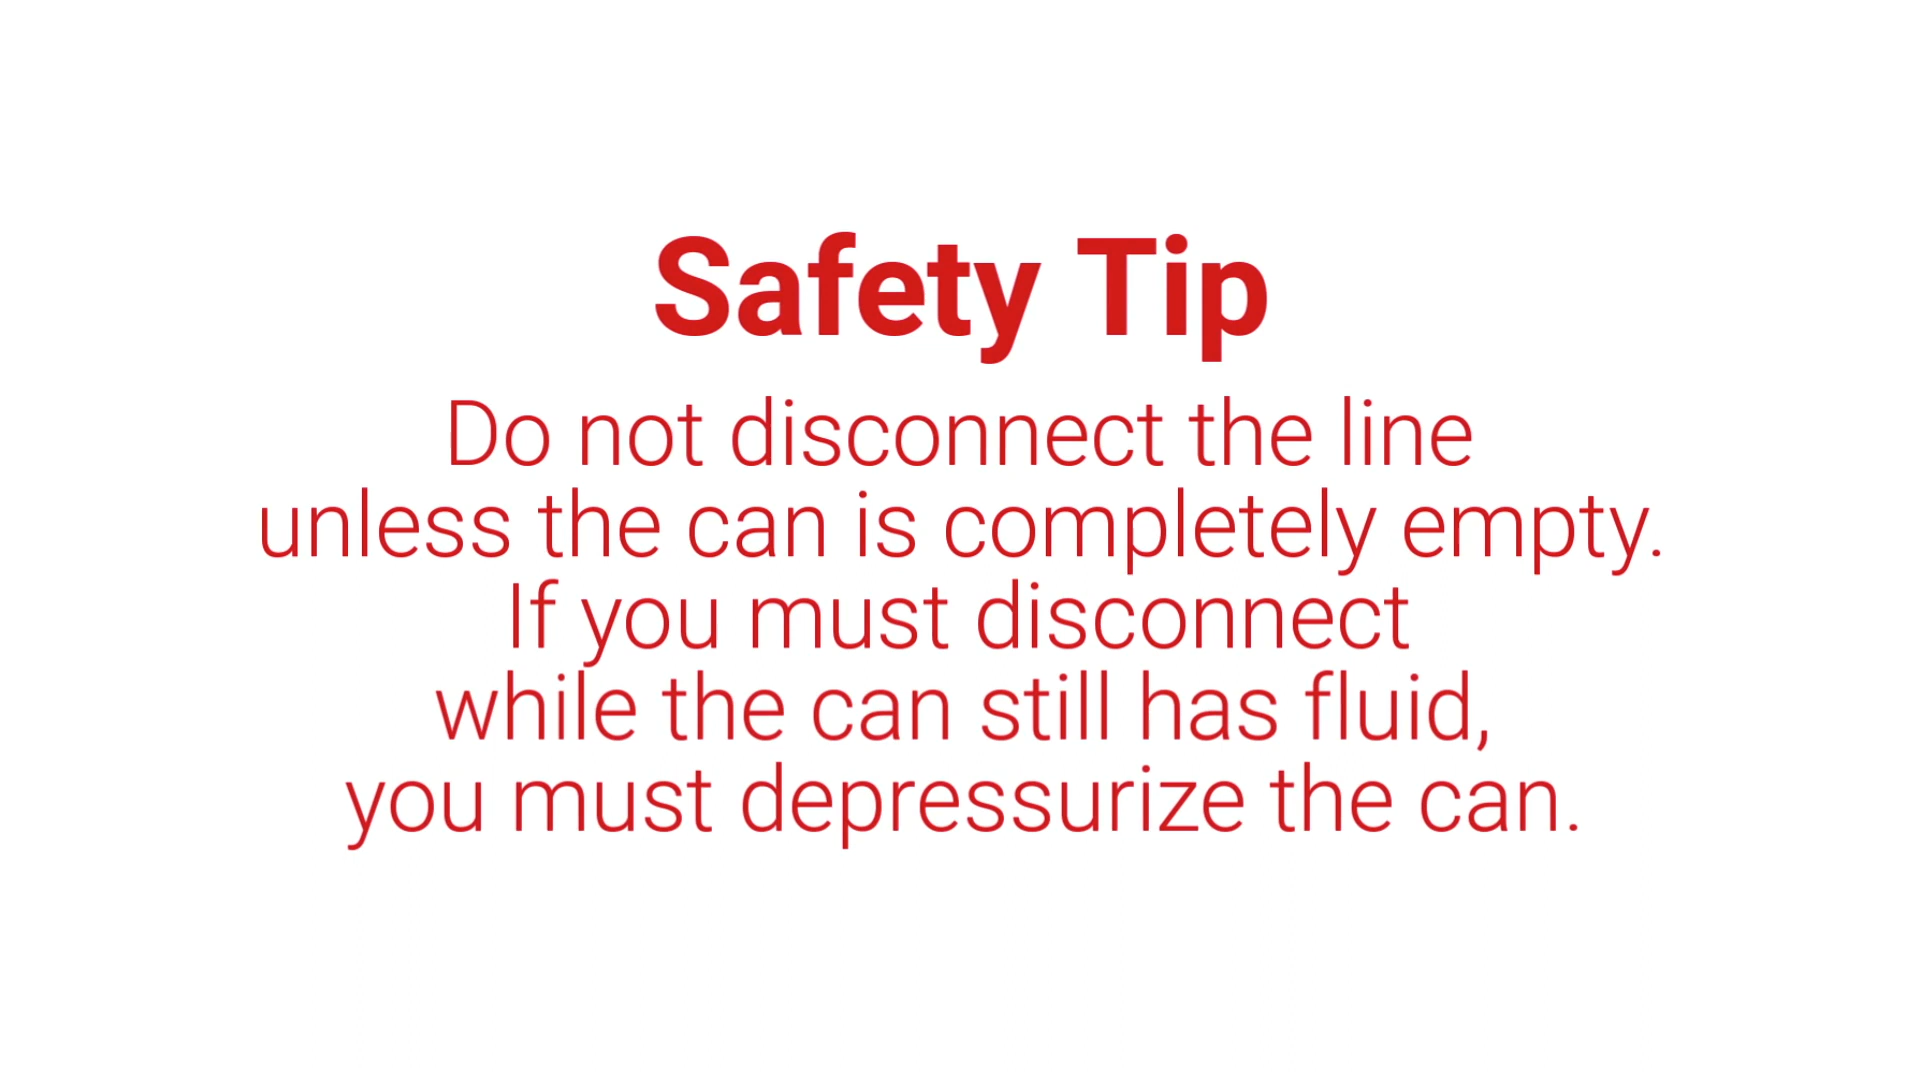 Safety Tip
Do not disconnect the line
unless the can is completely empty.
If you must disconnect
while the can still has fluid,
you must depressurize the can.